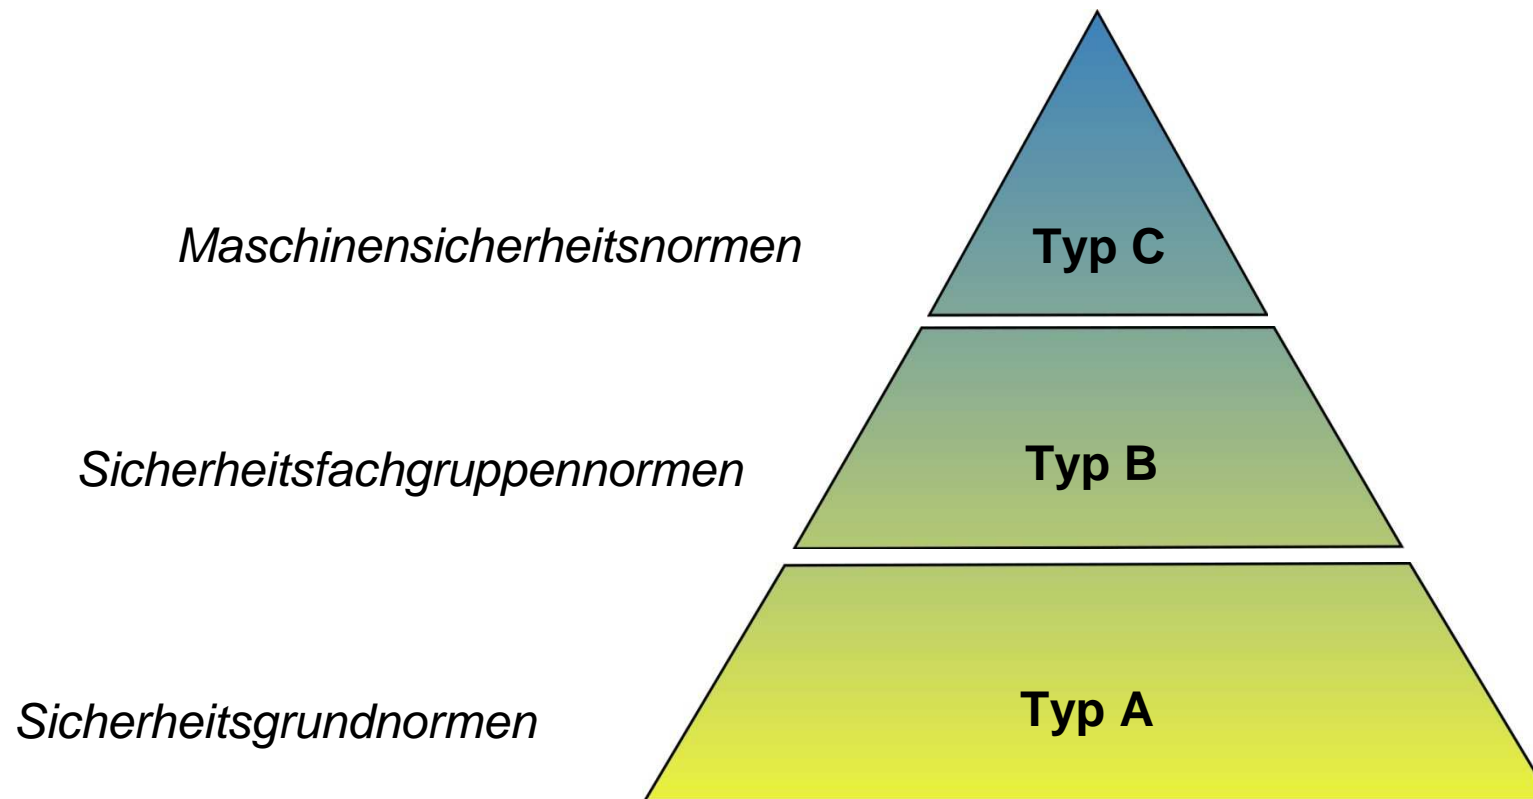 Maschinensicherheitsnormen
Typ C
Sicherheitsfachgruppennormen
Typ B
Sicherheitsgrundnormen
Typ A